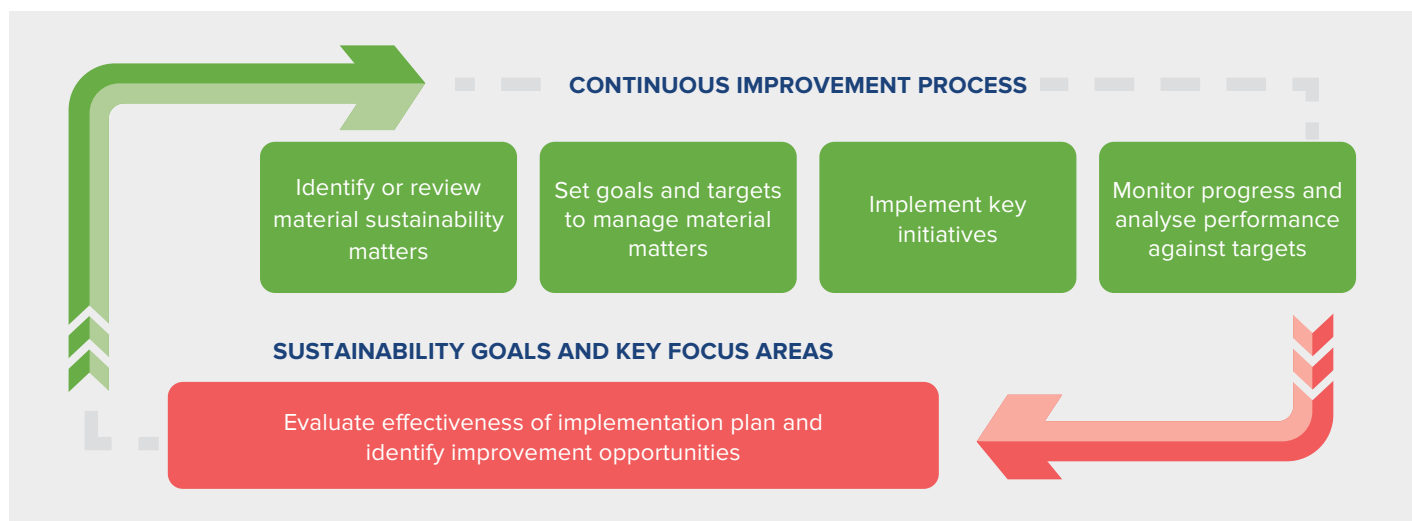 CONTINUOUS IMPROVEMENT PROCESS
Identify or review
material sustainability
matters
Set goals and targets
to manage material
matters
Implement key
initiatives
Monitor progress and
analyse performance
against targets
SUSTAINABILITY GOALS AND KEY FOCUS AREAS
Evaluate effectiveness of implementation plan and
identify improvement opportunities